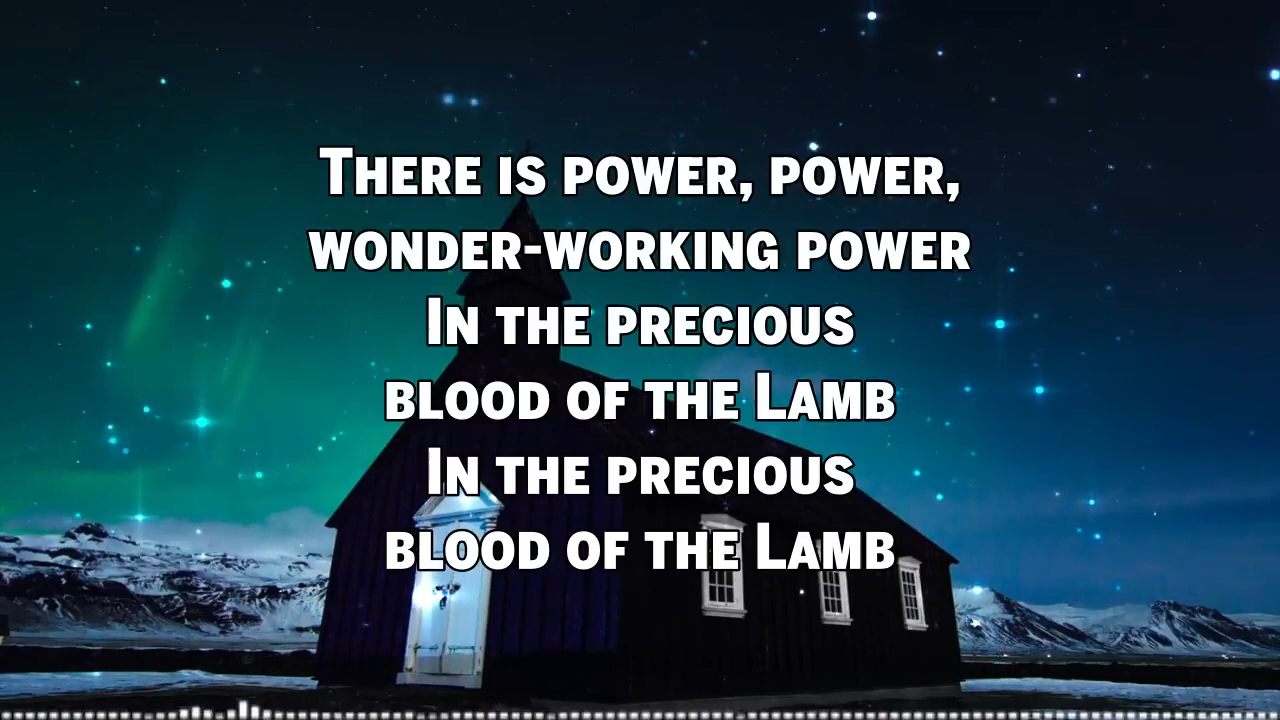 There is power, power,
wonder-working power
In the precious
blood of the Lamb
In the precious
blood of the Lamb